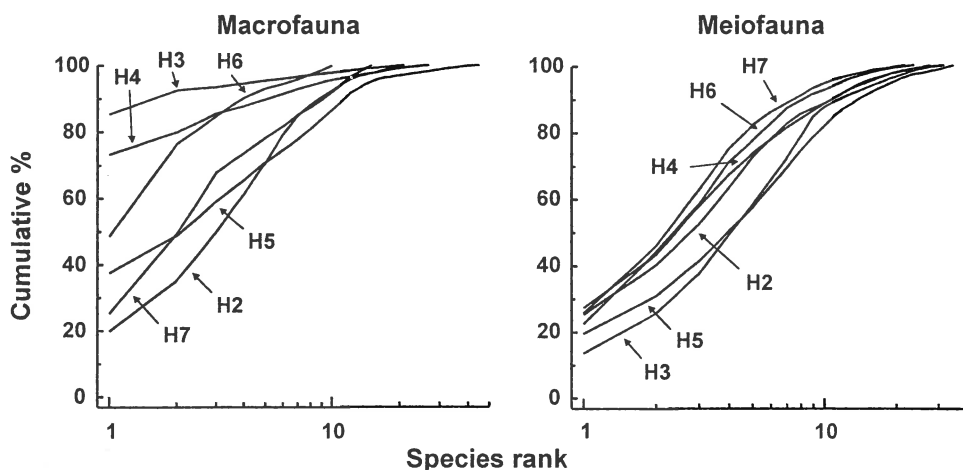 Macrofauna
Meiofauna
Cumulative %
100
80
60
40
20
0
H4
H3
H6
H5
H2
H7
1
10
100
80
60
40
20
0
H7
H6
H4
H2
H5
H3
1
10
Species rank